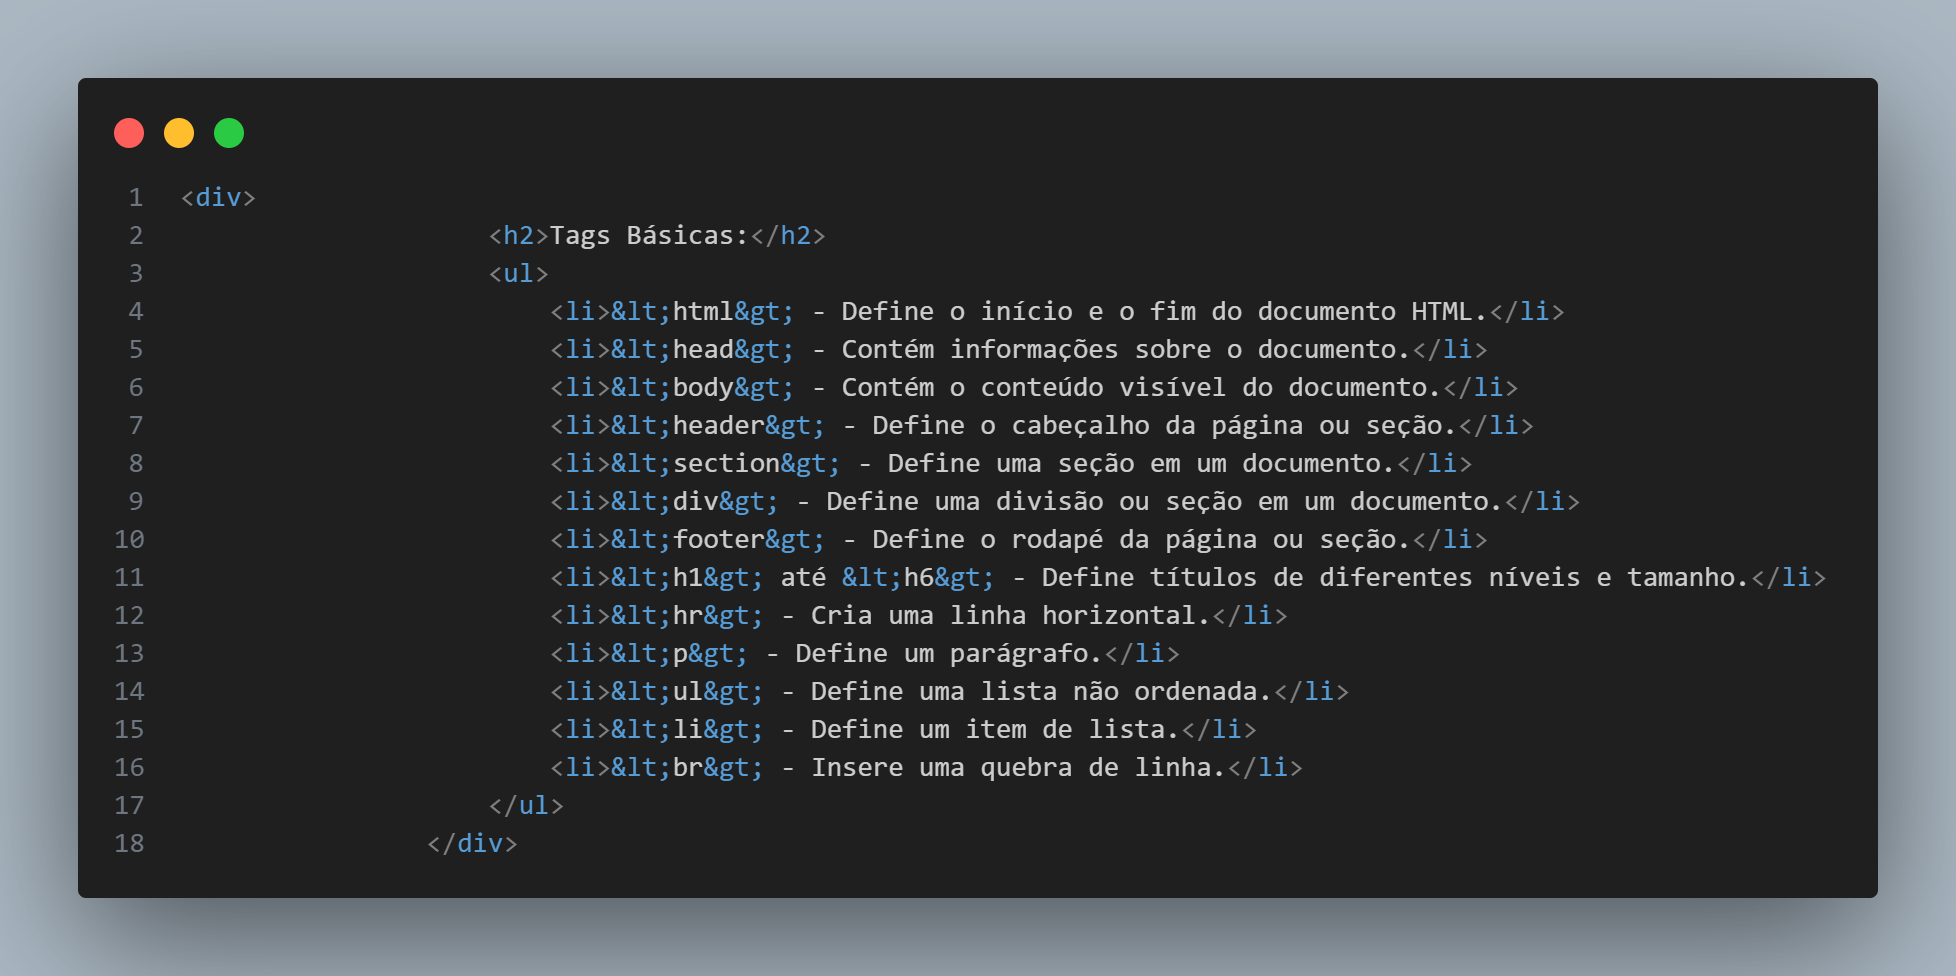 1 <div>
2 <h2>Tags Básicas:</h2>
3 <ul>
4 <li>&lt;html&gt; - Define o início e o fim do documento HTML.</li>
5 <li>&lt;head&gt; - Contém informações sobre o documento.</li>
6 <li>&lt;body&gt; - Contém o conteúdo visível do documento.</li>
7 <li>&lt;header&gt; - Define o cabeçalho da página ou seção.</li>
8 <li>&lt;section&gt; - Define uma seção em um documento.</li>
9 <li>&lt;div&gt; - Define uma divisão ou seção em um documento.</li>
10 <li>&lt;footer&gt; - Define o rodapé da página ou seção.</li>
11 <li>&lt;h1&gt; até &lt;h6&gt; - Define títulos de diferentes níveis e tamanho.</li>
12 <li>&lt;hr&gt; - Cria uma linha horizontal.</li>
13 <li>&lt;p&gt; - Define um parágrafo.</li>
14 <li>&lt;ul&gt; - Define uma lista não ordenada.</li>
15 <li>&lt;li&gt; - Define um item de lista.</li>
16 <li>&lt;br&gt; - Insere uma quebra de linha.</li>
17 </ul>
18 </div>